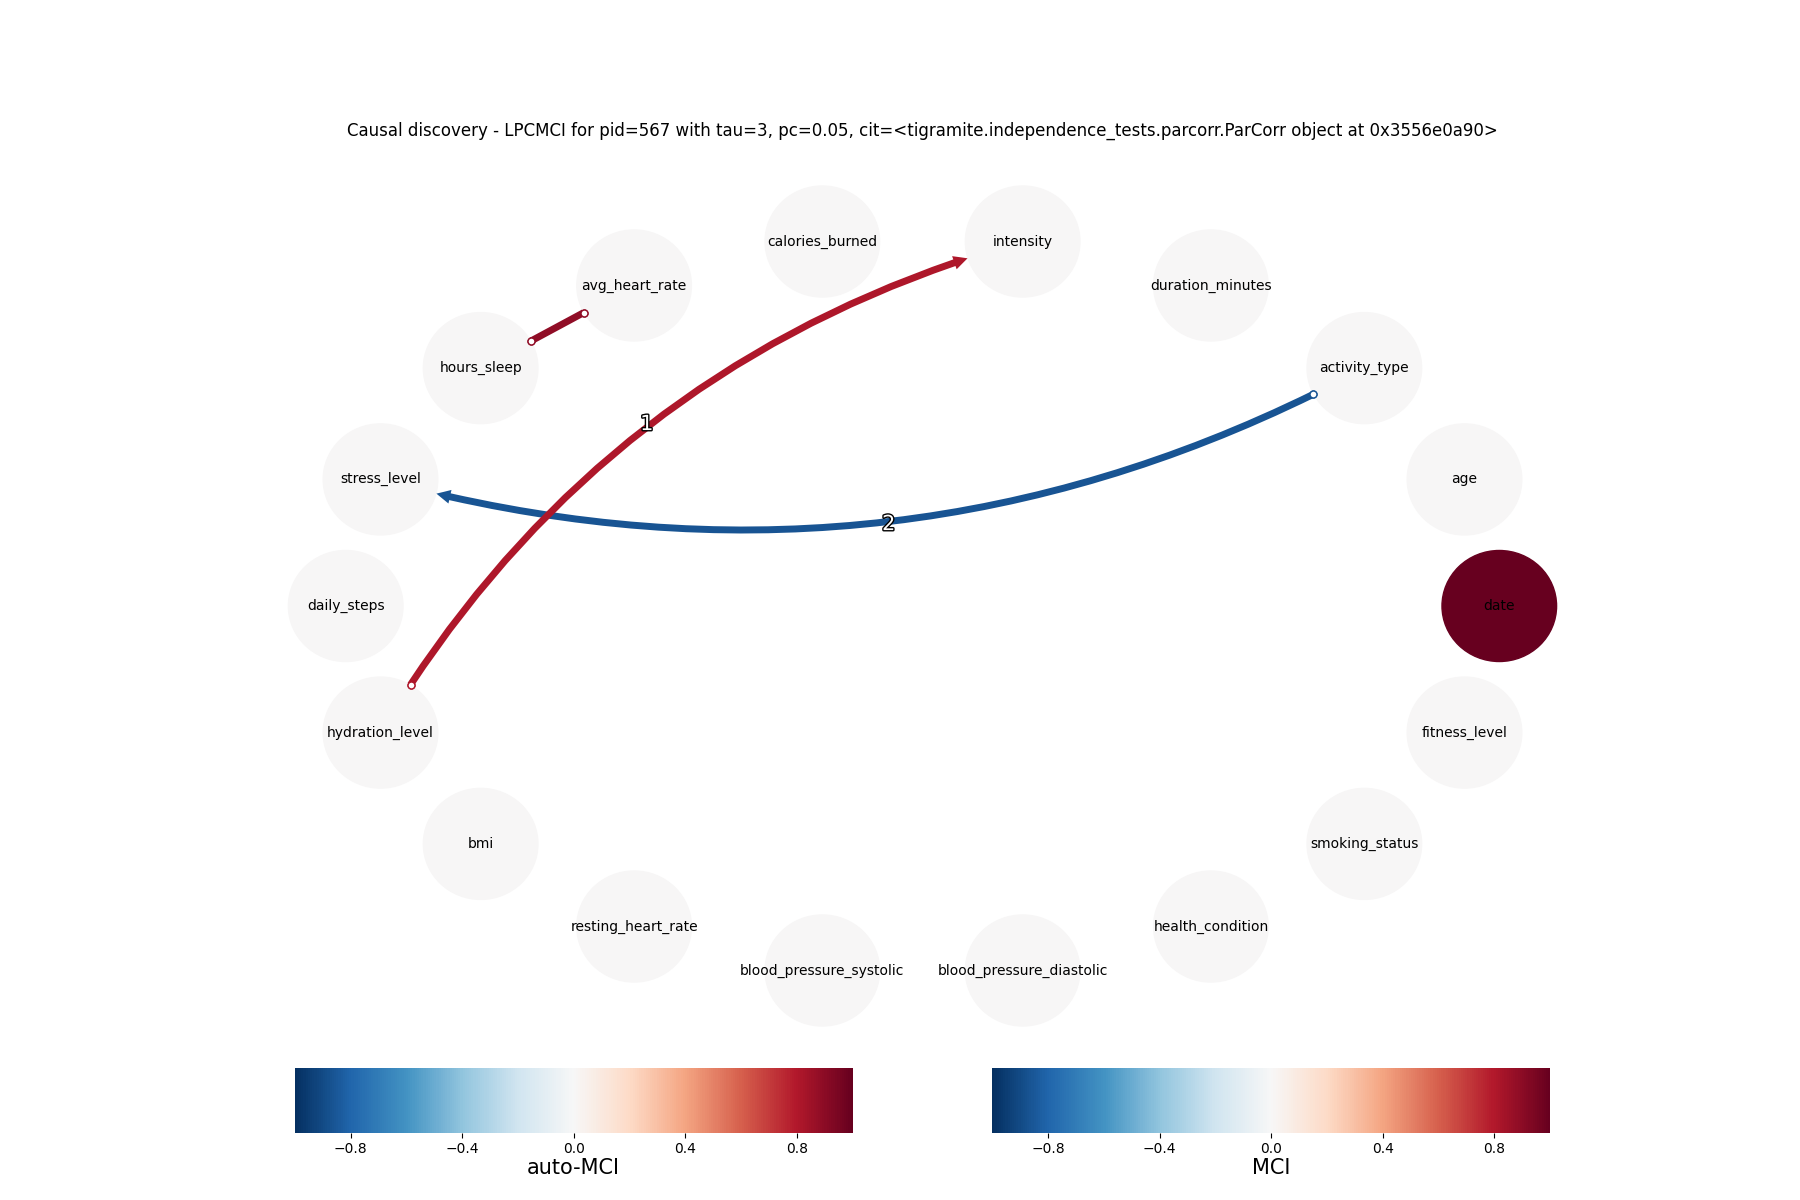 Causal discovery - LPCMCI for pid=567 with tau=3, pc=0.05, cit=<tigramite.independence_tests.parcorr.ParCorr object at 0x3556e0a90>
calories_burned
intensity
avg_heart_rate
duration_minutes
hours_sleep
activity_type
1
stress_level
age
2
daily_steps
date
hydration_level
fitness_level
bmi
smoking_status
resting_heart_rate
health_condition
blood_pressure_systolic
blood_pressure_diastolic
−0.8 −0.4 0.0 0.4 0.8
auto-MCI
−0.8 −0.4 0.0 0.4 0.8
MCI